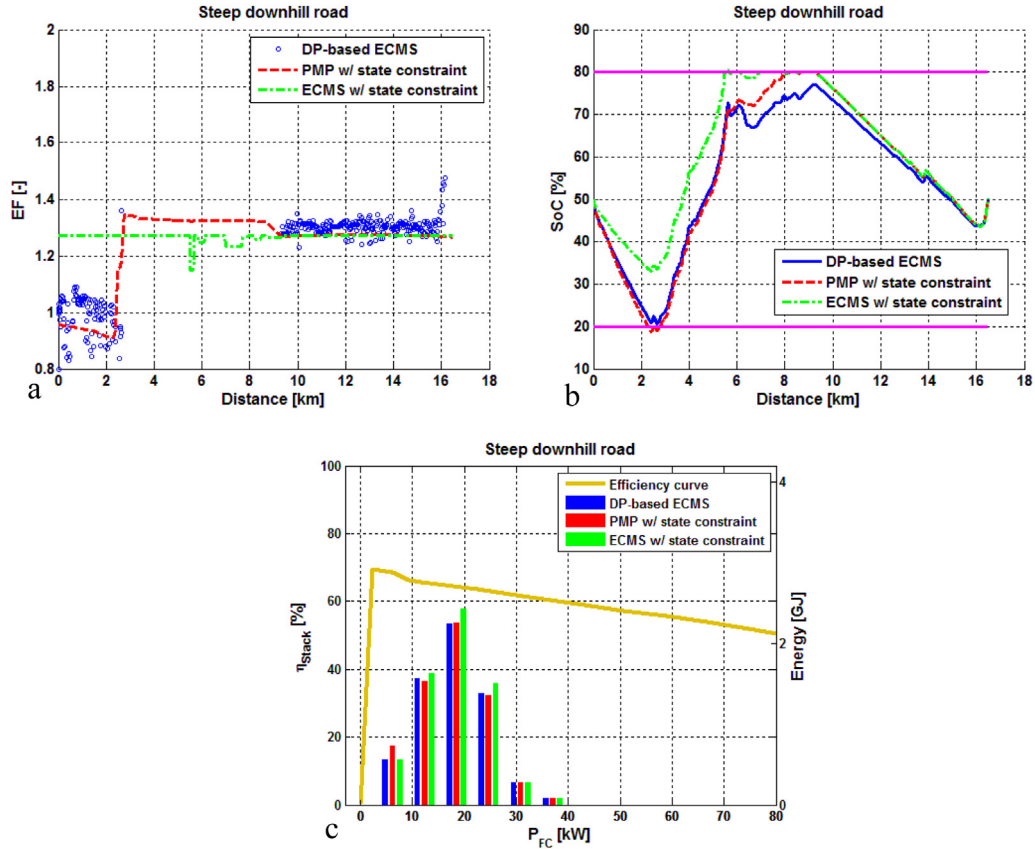 Steep downhill road
2
1.8
1.6
1.4
1.2
1
0.8
EF [-]
DP-based ECMS
PMP w/ state constraint
ECMS w/ state constraint
0 2 4 6 8 10 12 14 16 18
Distance [km]
a
Steep downhill road
90
80
70
60
50
40
30
20
10
SoC [%]
DP-based ECMS
PMP w/ state constraint
ECMS w/ state constraint
0 2 4 6 8 10 12 14 16 18
Distance [km]
b
Steep downhill road
100
80
60
40
20
0
ηStack [%]
Efficiency curve
DP-based ECMS
PMP w/ state constraint
ECMS w/ state constraint
4
2
0
Energy [GJ]
0 10 20 30 40 50 60 70 80
PFC [kW]
c